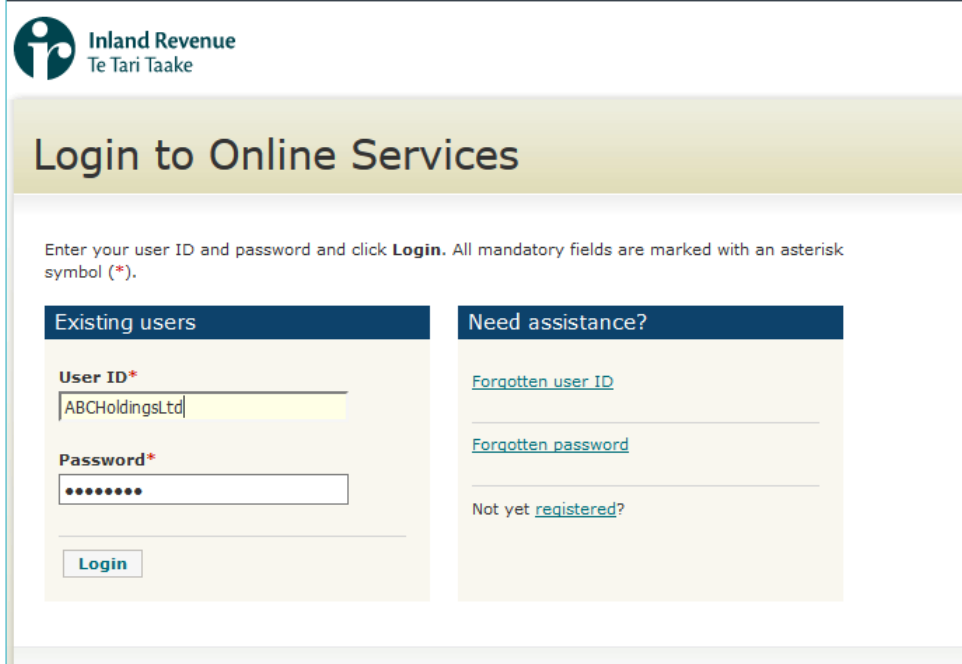 Inland Revenue
Te Tari Taake
Login to Online Services
Enter your user ID and password and click Login. All mandatory fields are marked with an asterisk
symbol (*).
Existing users
User ID*
ABCHoldingsLtd
Password*
••••••••
Login
Need assistance?
Forgotten user ID
Forgotten password
Not yet registered?